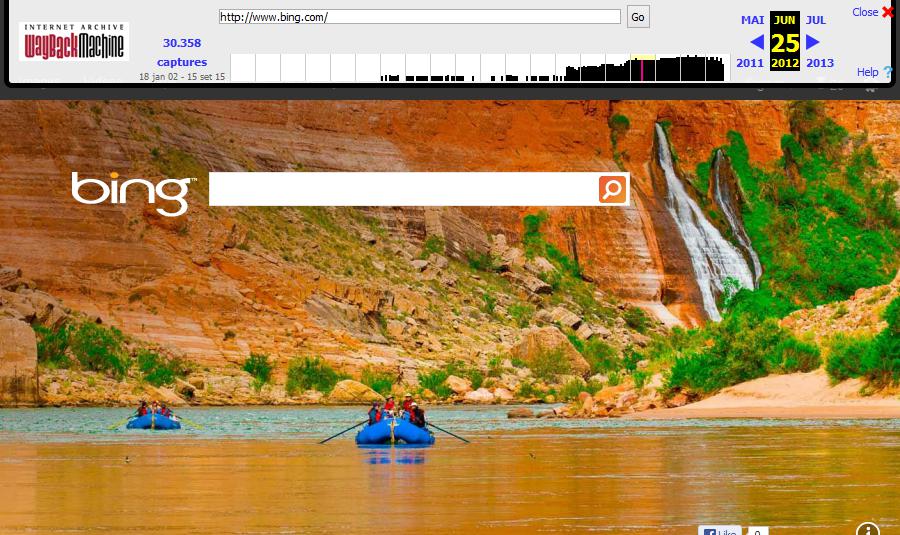 INTERNET ARCHIVE
WayBackMachine
http://www.bing.com/
Go
30.358
captures
18 jan 02 - 15 set 15
MAI JUN JUL
25
2011 2012 2013
Close
Help ?
bing™
Like
0
i